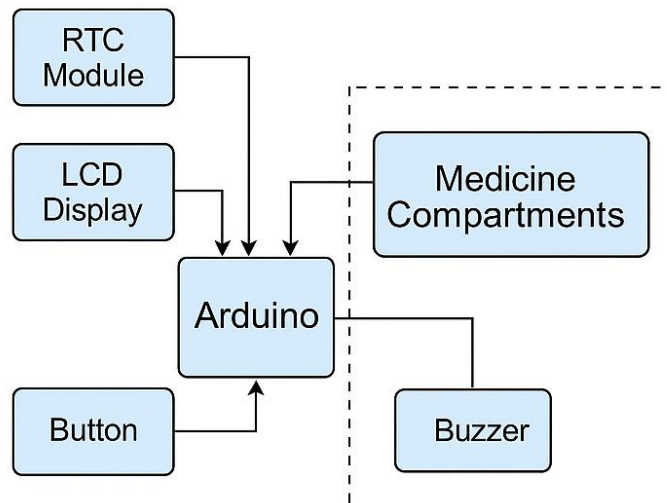 RTC
Module
LCD
Display
Medicine
Compartments
Arduino
Button
Buzzer